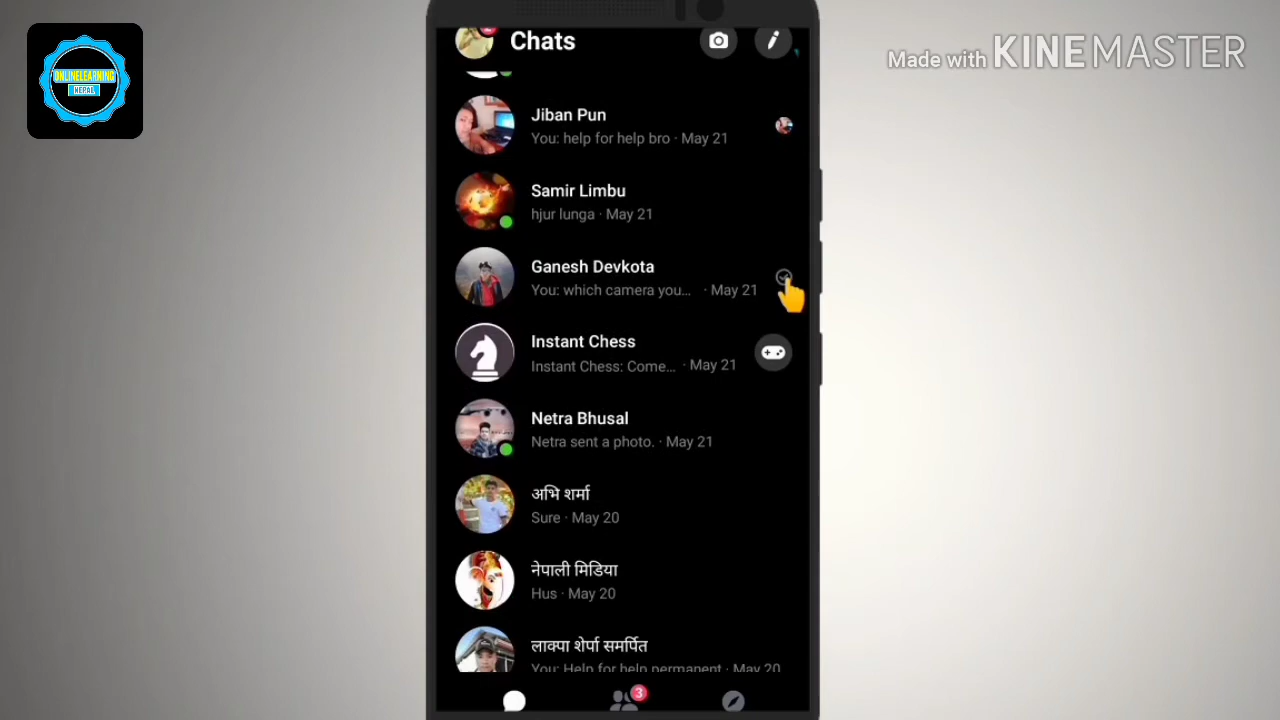 ONLINELEARNING
NEPAL
Made with KINEMASTER
Chats
Jiban Pun
You: help for help bro · May 21
Samir Limbu
hjur lunga · May 21
Ganesh Devkota
You: which camera you... · May 21
Instant Chess
Instant Chess: Come... · May 21
Netra Bhusal
Netra sent a photo. · May 21
अभि शर्मा
Sure · May 20
नेपाली मिडिया
Hus · May 20
लाक्पा शेर्पा समर्पित
You: Help for help permanent · May 20
3